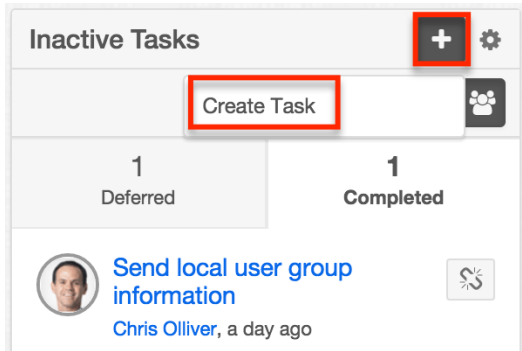 Inactive Tasks
Create Task
1
Deferred
1
Completed
Send local user group
information
Chris Olliver, a day ago